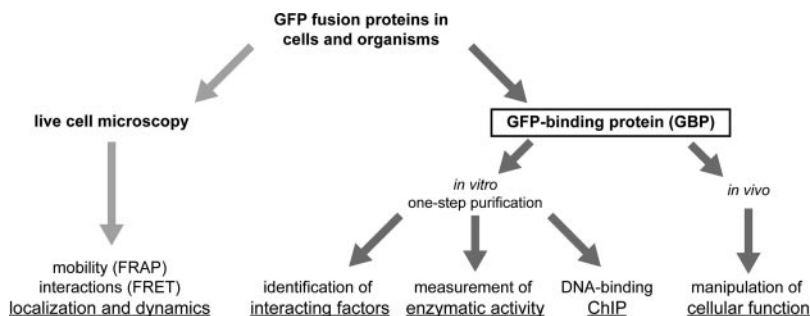 GFP fusion proteins in
cells and organisms
live cell microscopy
GFP-binding protein (GBP)
in vitro
one-step purification
in vivo
mobility (FRAP)
interactions (FRET)
localization and dynamics
identification of
interacting factors
measurement of
enzymatic activity
DNA-binding
ChIP
manipulation of
cellular function